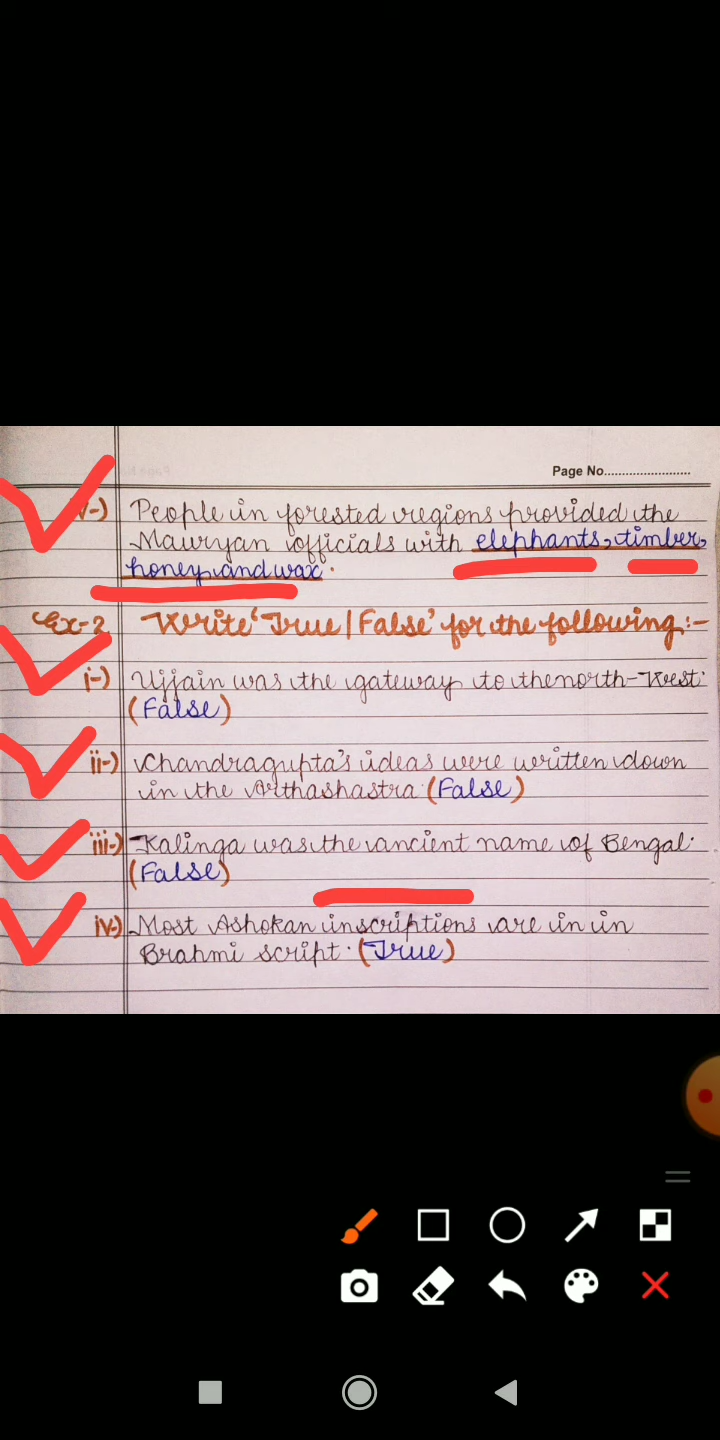 Page No........................
v-) People in forested regions provided the
Mauryan officials with elephants, timber,
honey and wax.
Ex-2 Write 'True/False' for the following:-
i-) Ujjain was the gateway to the north-West.
(False)
ii-) Chandragupta's ideas were written down
in the Arthashastra. (False)
iii-) Kalinga was the ancient name of Bengal.
(False)
iv-) Most Ashokan inscriptions are in in
Brahmi script. (True)